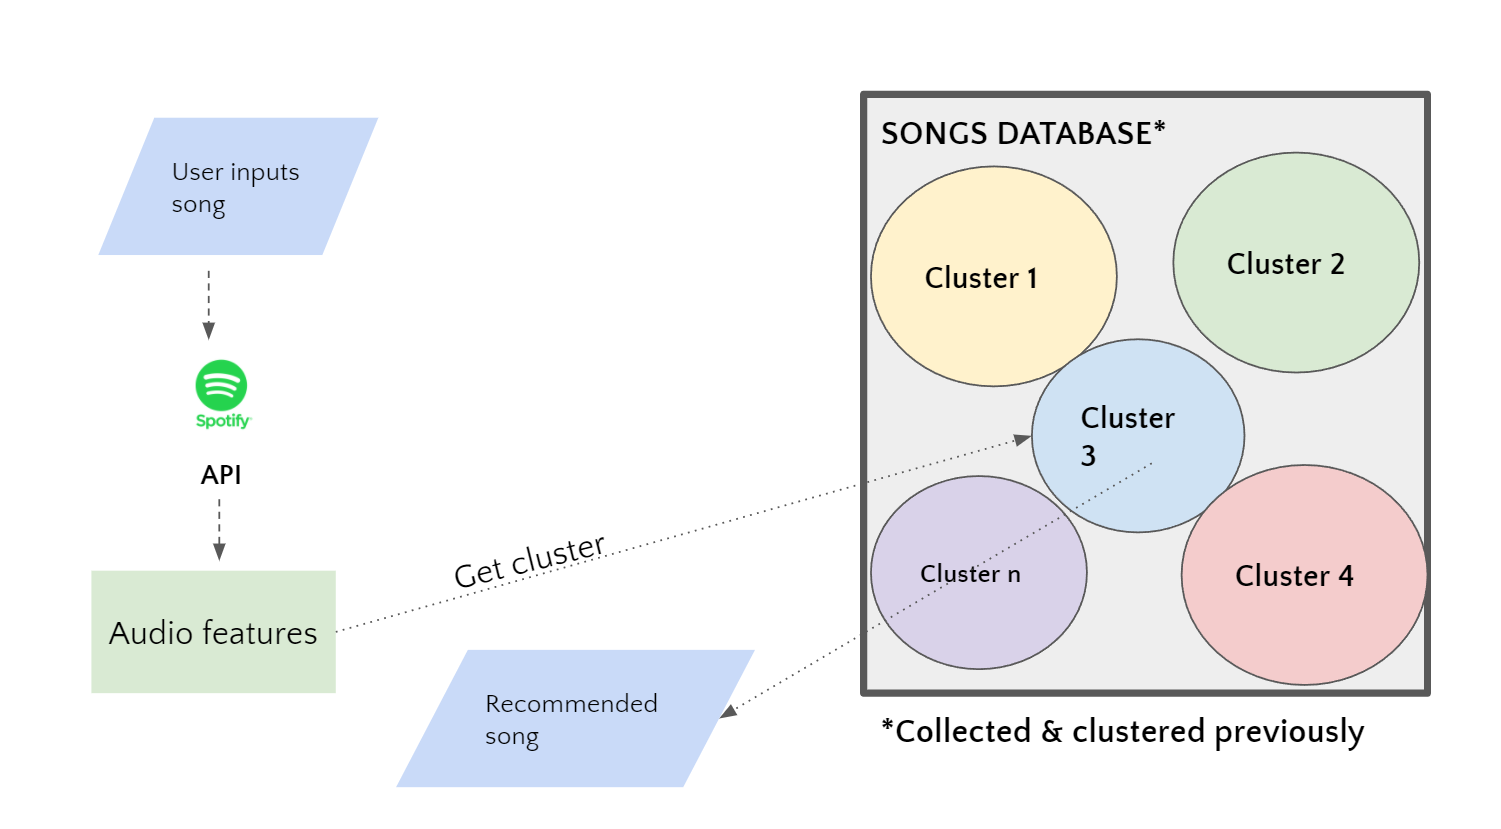 SONGS DATABASE*
User inputs
song
Cluster 1
Cluster 2
Spotify
API
Cluster
3
Get cluster
Audio features
Cluster n
Cluster 4
Recommended
song
*Collected & clustered previously